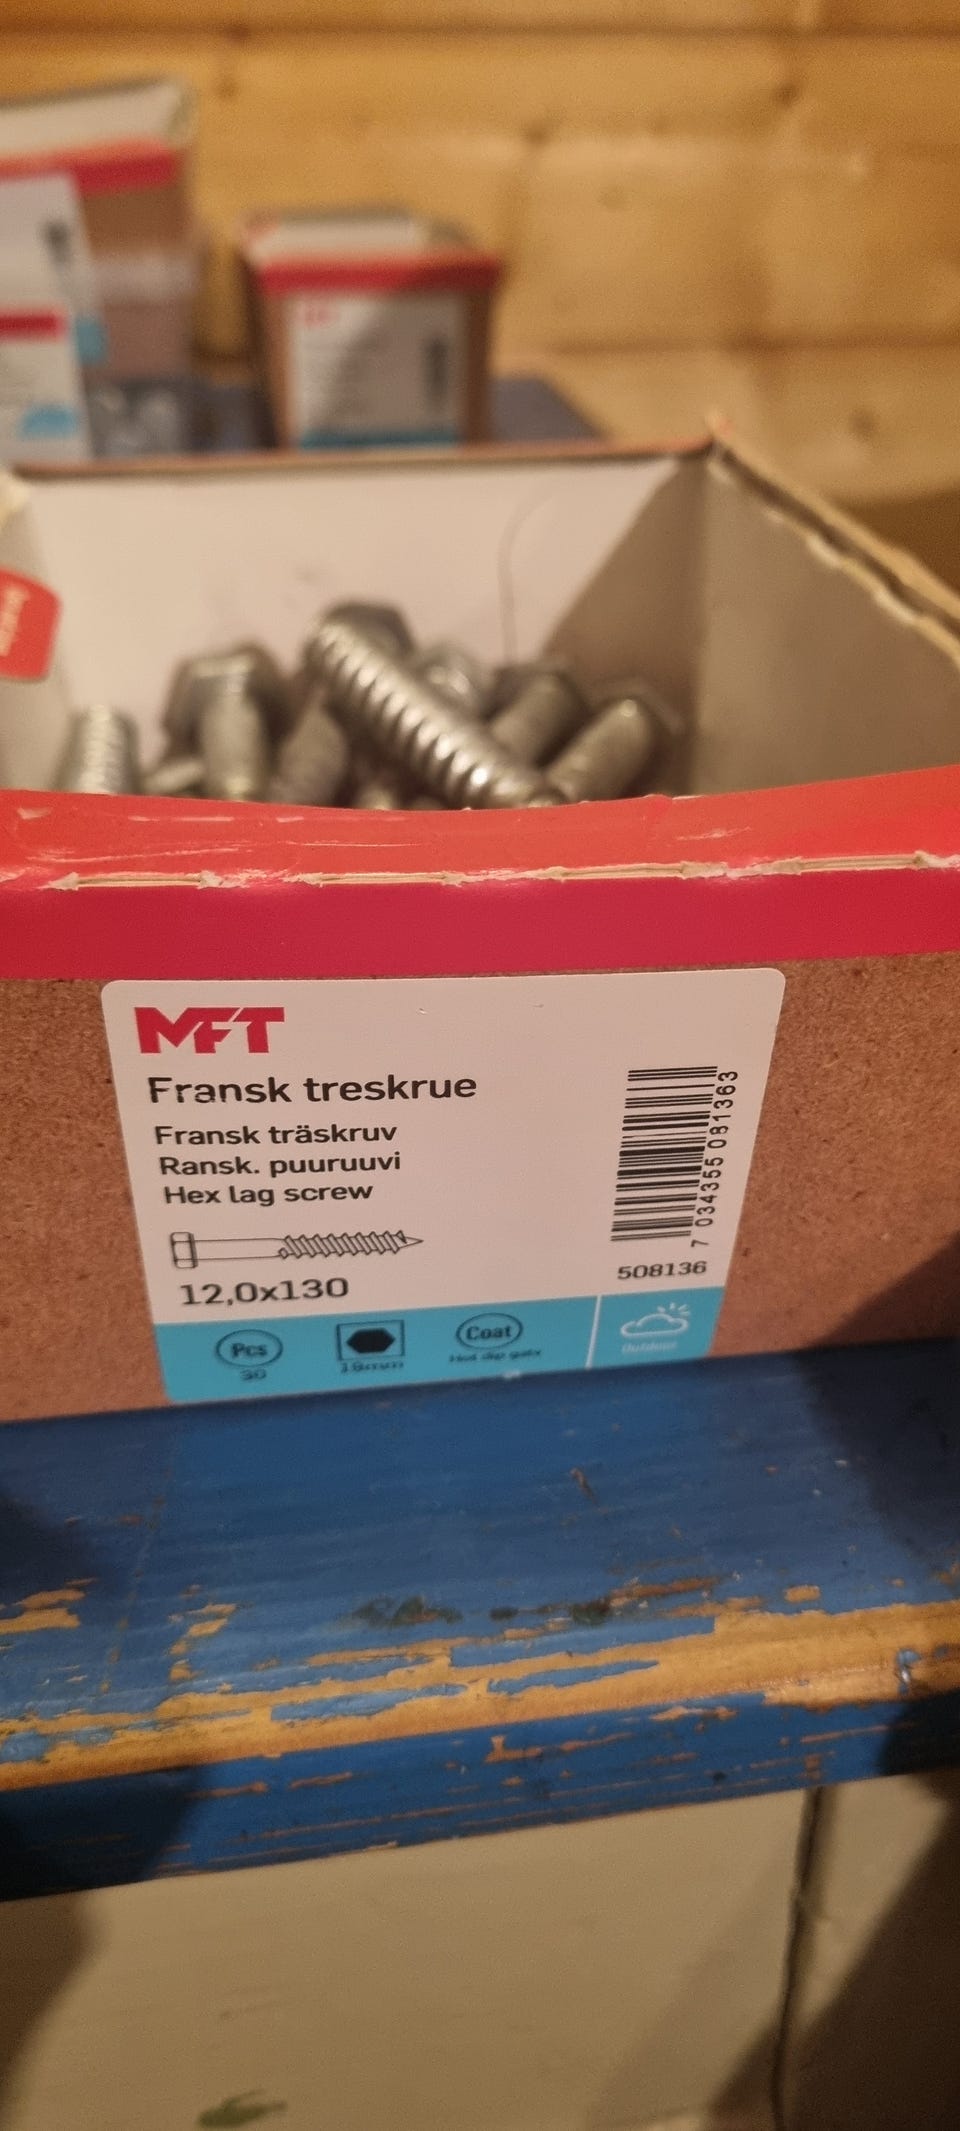 MFT
Fransk treskrue
Fransk träskruv
Ransk. puuruuvi
Hex lag screw
12,0x130
7 034355 081363
508136
Pcs
30
Coat
Hot dip galv
Outdoor
MFT